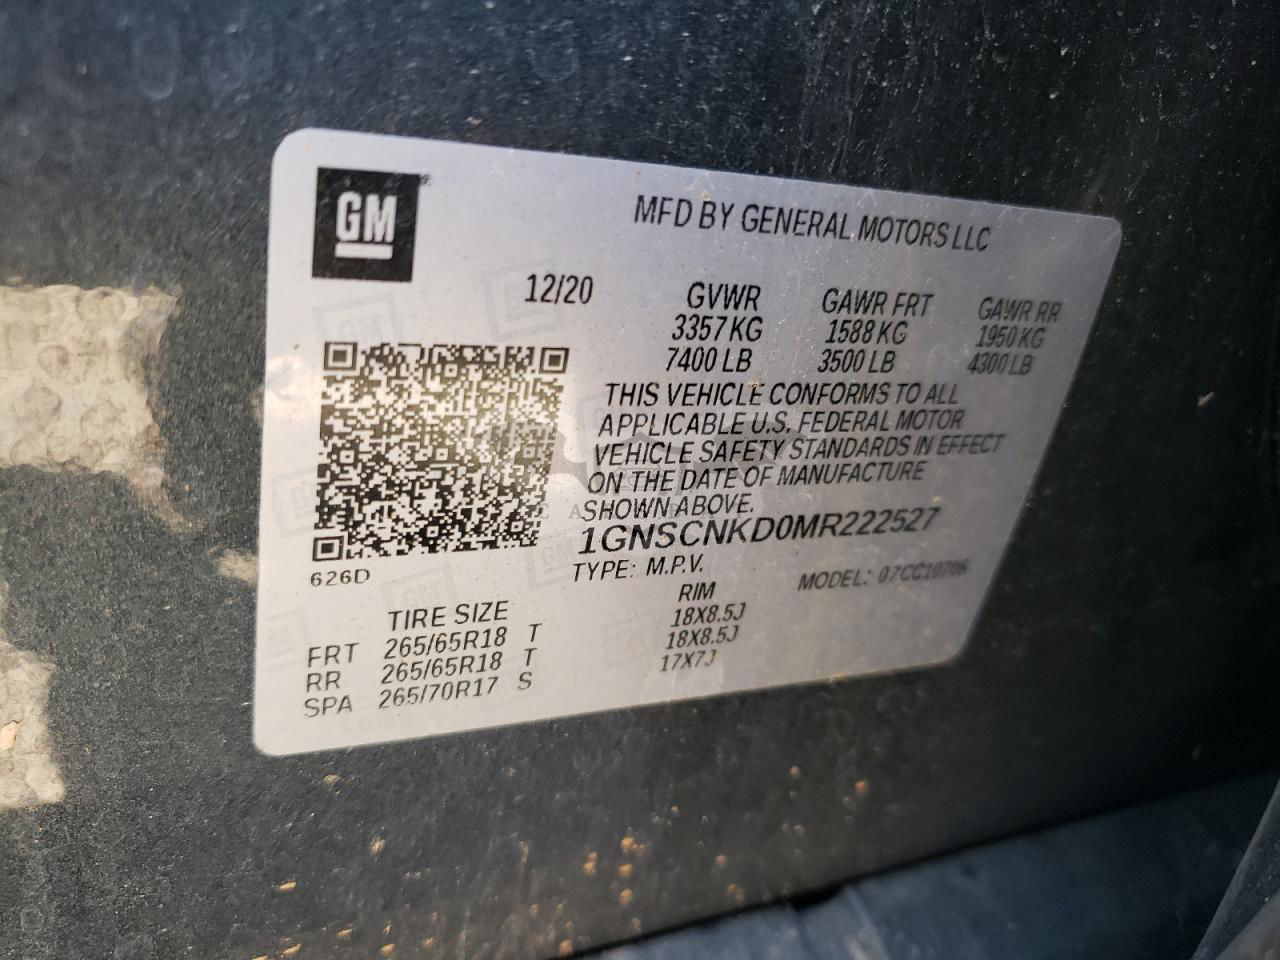 GM
MFD BY GENERAL MOTORS LLC
12/20
GVWR GAWR FRT GAWR RR
3357 KG 1588 KG 1950 KG
7400 LB 3500 LB 4300 LB
THIS VEHICLE CONFORMS TO ALL
APPLICABLE U.S. FEDERAL MOTOR
VEHICLE SAFETY STANDARDS IN EFFECT
ON THE DATE OF MANUFACTURE
SHOWN ABOVE.
1GNSCNKD0MR222527
626D
TYPE: M.P.V. MODEL: 07CC10706
TIRE SIZE RIM
FRT 265/65R18 T 18X8.5J
RR 265/65R18 T 18X8.5J
SPA 265/70R17 S 17X7J